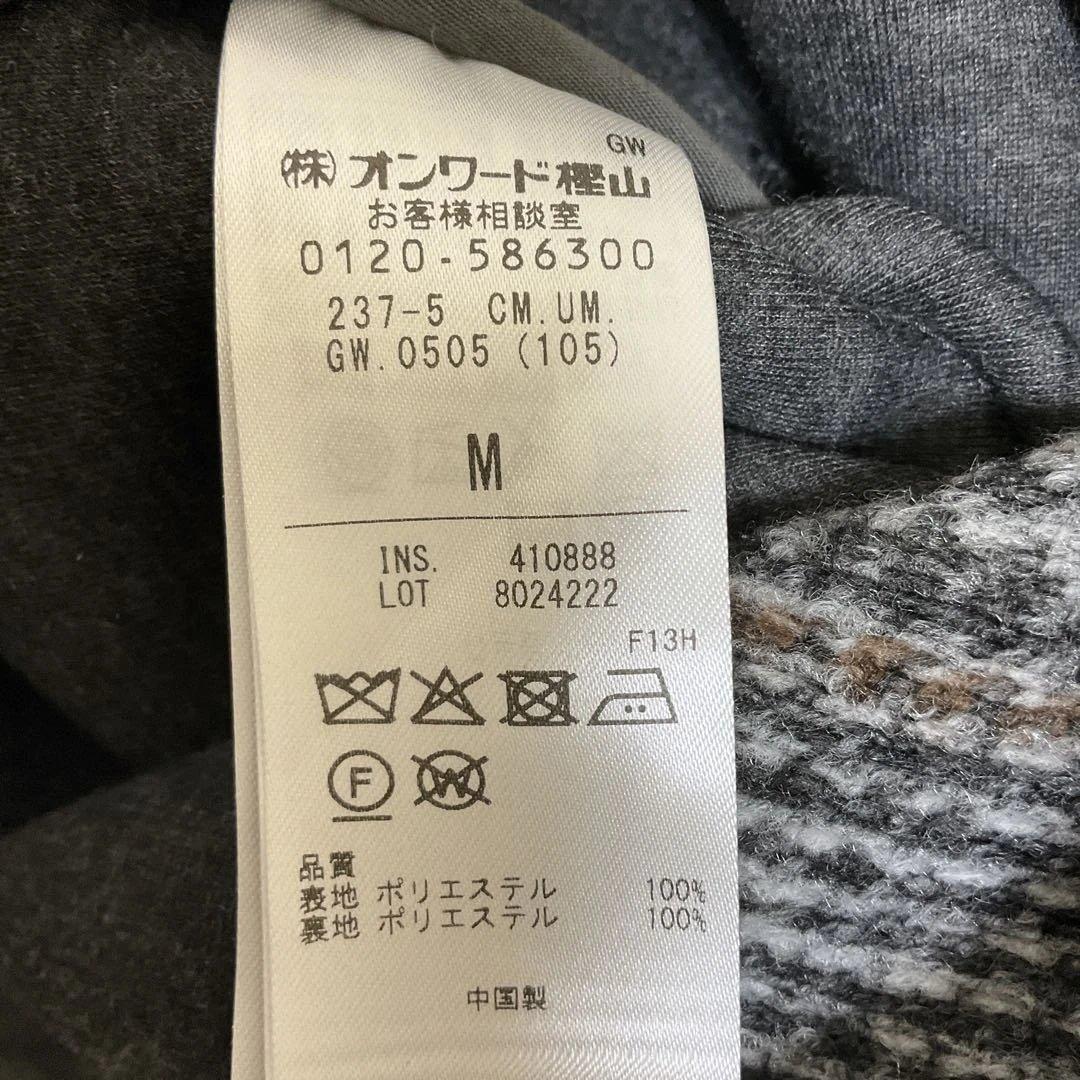 GW
(株)オンワード樫山
お客様相談室
0120-586300
237-5 CM.UM.
GW.0505(105)
M
INS. 410888
LOT 8024222
F13H
F W
品質
表地 ポリエステル 100%
裏地 ポリエステル 100%
中国製